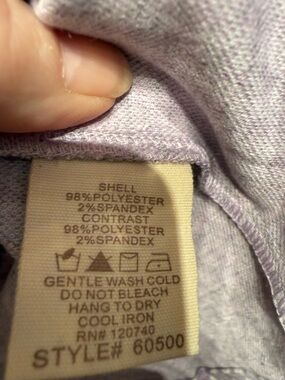 SHELL
98%POLYESTER
2%SPANDEX
CONTRAST
98%POLYESTER
2%SPANDEX
GENTLE WASH COLD
DO NOT BLEACH
HANG TO DRY
COOL IRON
RN# 120740
STYLE# 60500